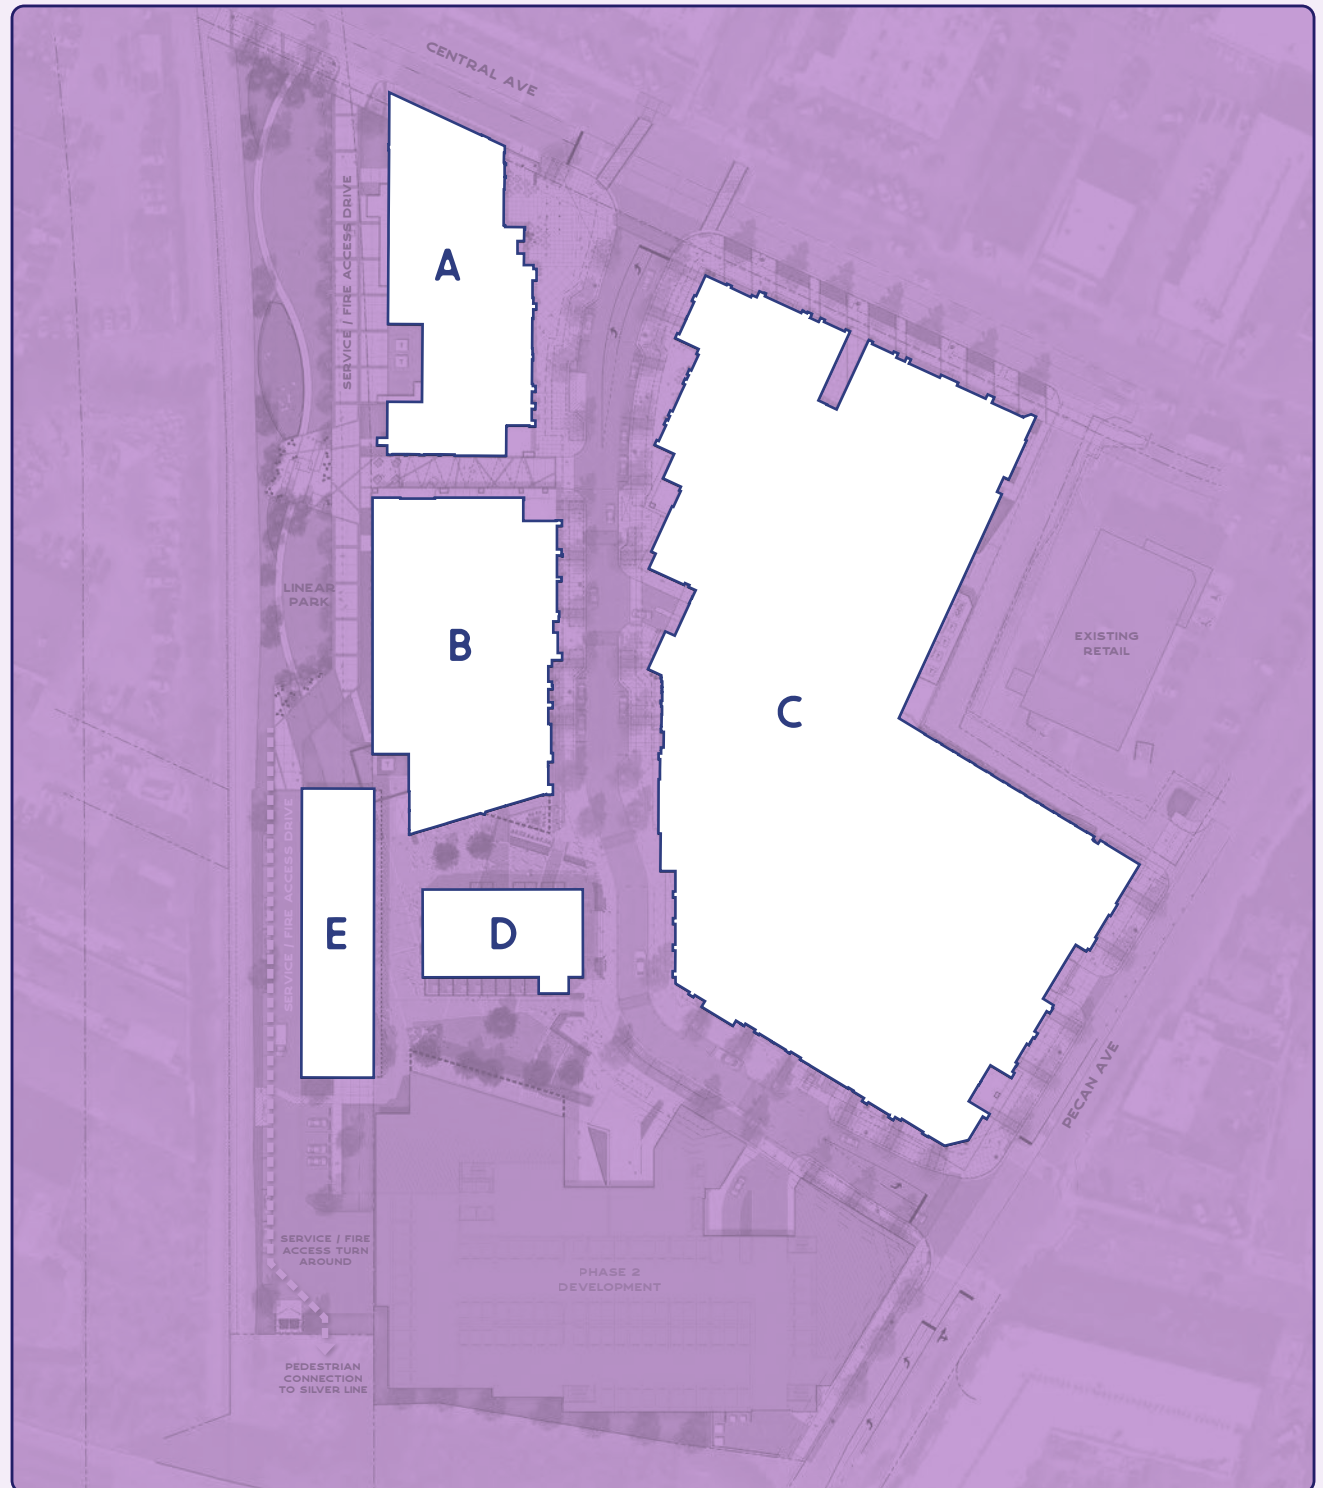 CENTRAL AVE
SERVICE / FIRE ACCESS DRIVE
A
LINEAR
PARK
B
EXISTING
RETAIL
C
SERVICE / FIRE ACCESS DRIVE
E
D
PECAN AVE
SERVICE / FIRE
ACCESS TURN
AROUND
PHASE 2
DEVELOPMENT
PEDESTRIAN
CONNECTION
TO SILVER LINE